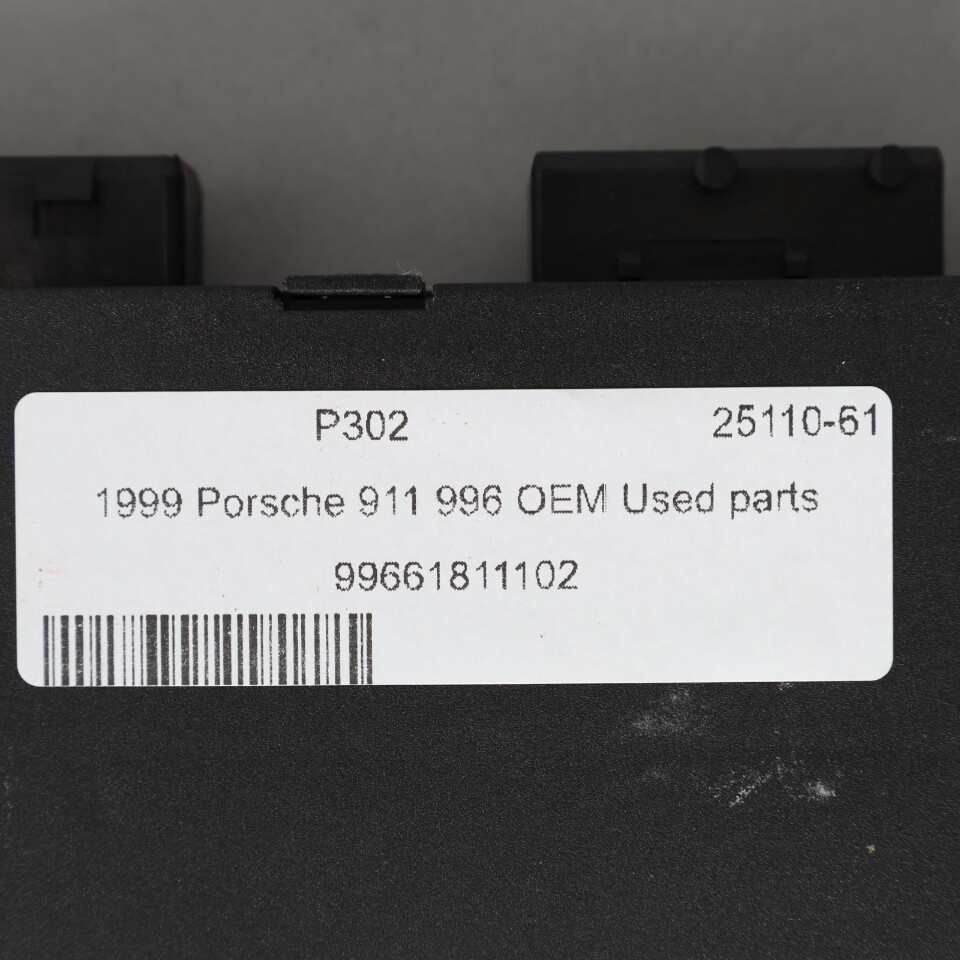 P302 25110-61
1999 Porsche 911 996 OEM Used parts
99661811102